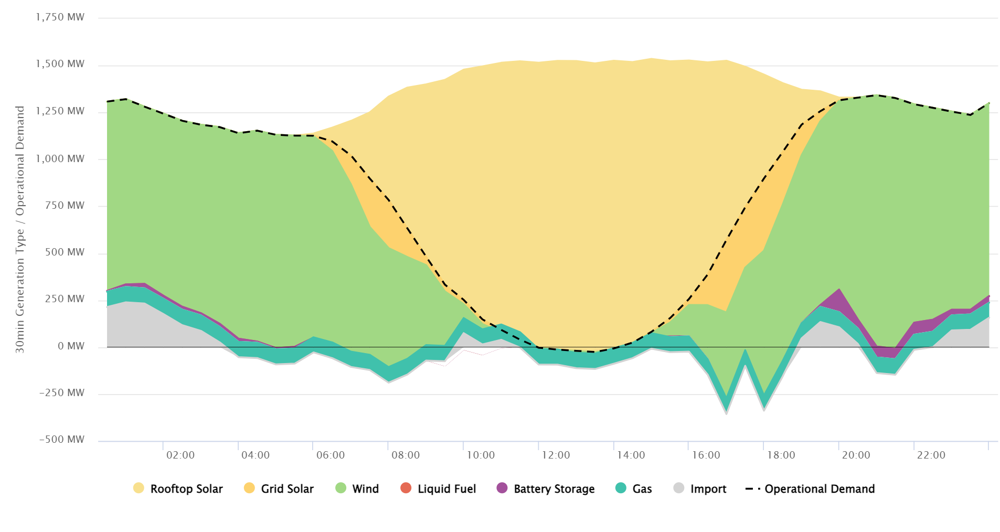 30min Generation Type / Operational Demand
1,750 MW
1,500 MW
1,250 MW
1,000 MW
750 MW
500 MW
250 MW
0 MW
−250 MW
−500 MW
02:00 04:00 06:00 08:00 10:00 12:00 14:00 16:00 18:00 20:00 22:00
Rooftop Solar Grid Solar Wind Liquid Fuel Battery Storage Gas Import Operational Demand